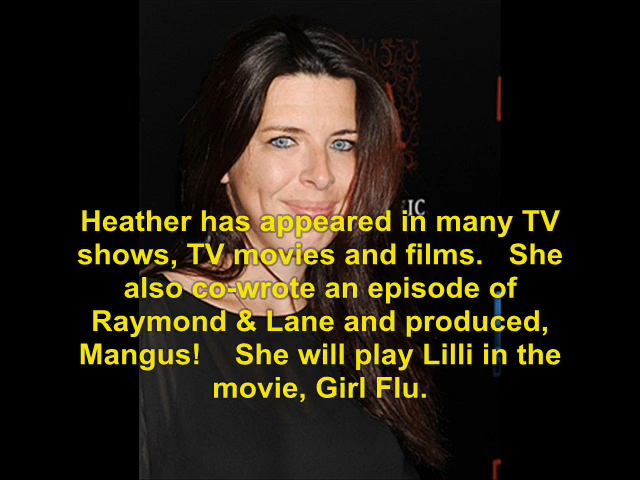 Heather has appeared in many TV
shows, TV movies and films.   She
also co-wrote an episode of
Raymond & Lane and produced,
Mangus!    She will play Lilli in the
movie, Girl Flu.